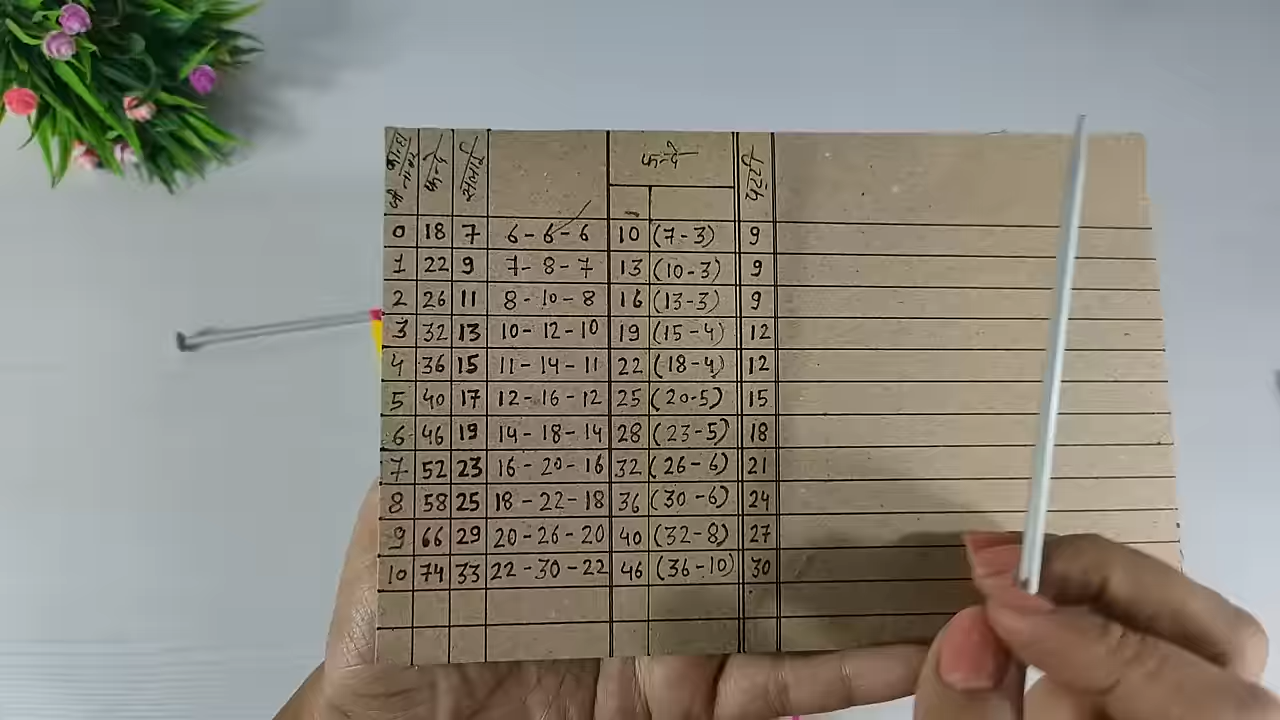 फन्दे फन्दे
0 18 7 6-6-6 10 (7-3) 9
1 22 9 7-8-7 13 (10-3) 9
2 26 11 8-10-8 16 (13-3) 9
3 32 13 10-12-10 19 (15-4) 12
4 36 15 11-14-11 22 (18-4) 12
5 40 17 12-16-12 25 (20-5) 15
6 46 19 14-18-14 28 (23-5) 18
7 52 23 16-20-16 32 (26-6) 21
8 58 25 18-22-18 36 (30-6) 24
9 66 29 20-26-20 40 (32-8) 27
10 74 33 22-30-22 46 (36-10) 30